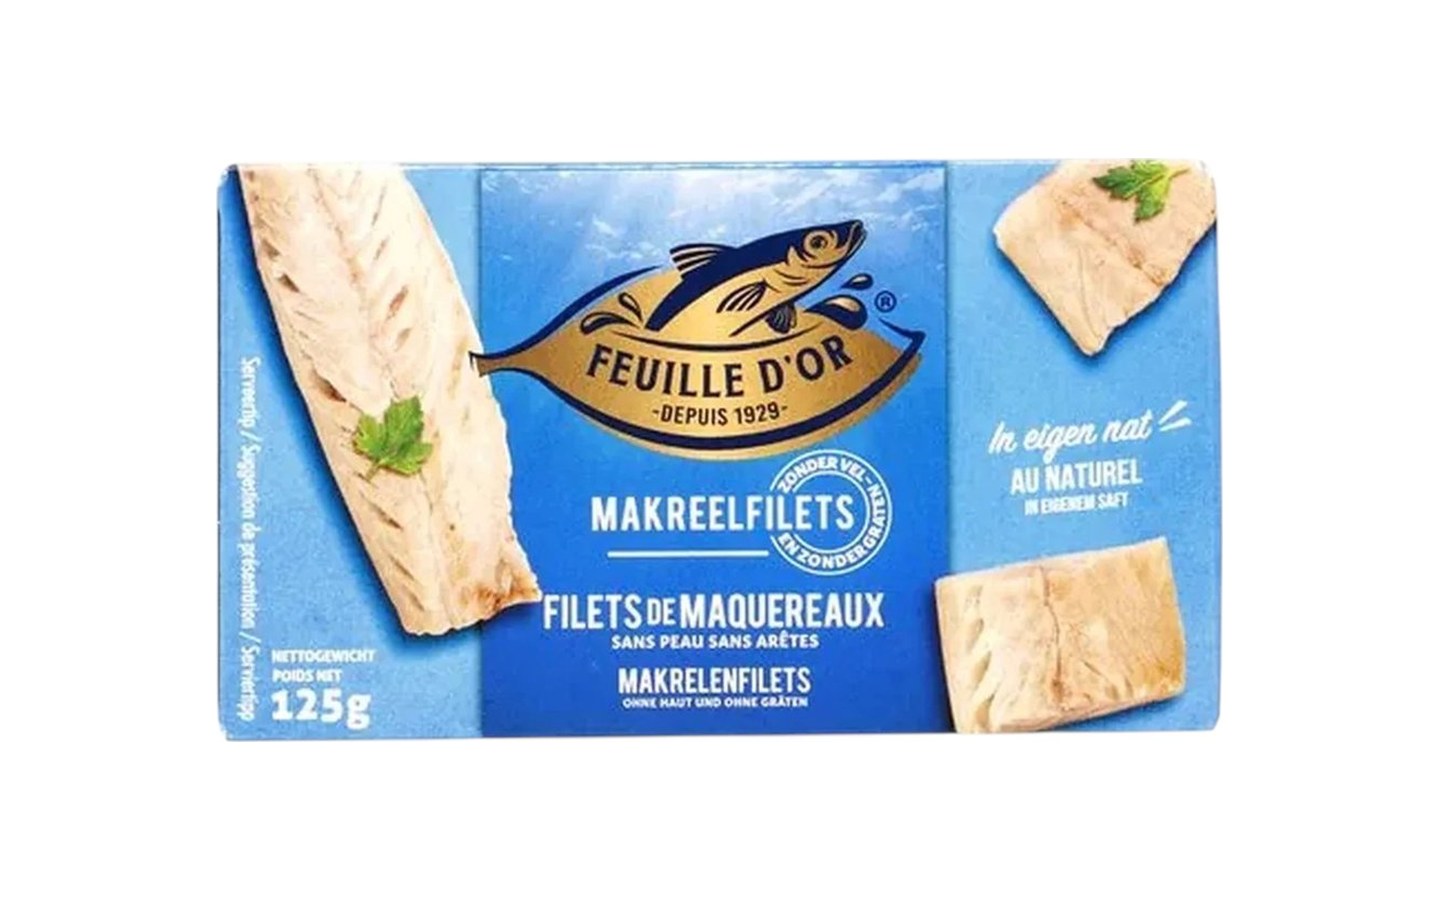 FEUILLE D'OR
®
-DEPUIS 1929-
MAKREELFILETS
ZONDER VEL-
EN ZONDER GRATEN
FILETS DE MAQUEREAUX
SANS PEAU SANS ARÊTES
MAKRELENFILETS
OHNE HAUT UND OHNE GRÄTEN
In eigen nat
AU NATUREL
IN EIGENEM SAFT
Serveertip / Suggestion de présentation / Serviertipp
NETTOGEWICHT
POIDS NET
125g